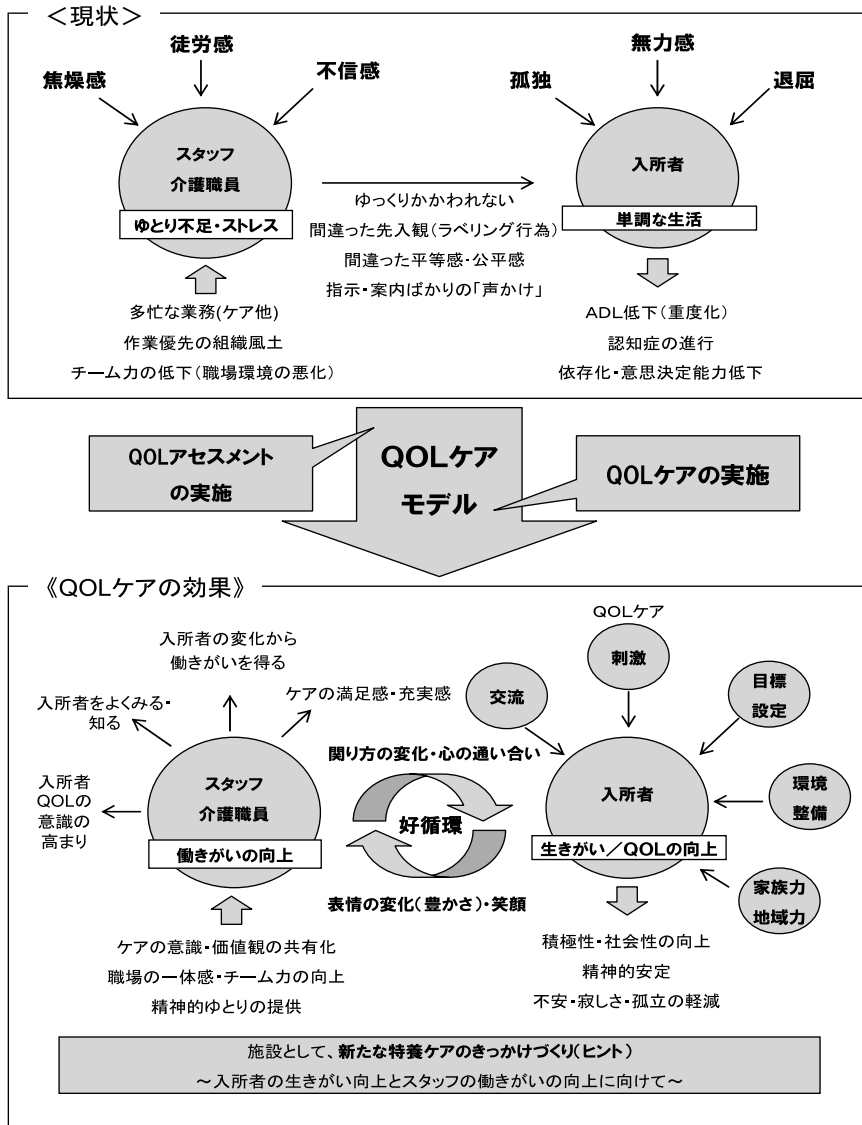 ＜現状＞
徒労感
焦燥感
不信感
スタッフ
介護職員
ゆとり不足・ストレス
多忙な業務(ケア他)
作業優先の組織風土
チーム力の低下（職場環境の悪化）
ゆっくりかかわれない
間違った先入観（ラベリング行為）
間違った平等感・公平感
指示・案内ばかりの「声かけ」
無力感
孤独
退屈
入所者
単調な生活
ADL低下（重度化）
認知症の進行
依存化・意思決定能力低下
QOLアセスメント
の実施
QOLケア
モデル
QOLケアの実施
《QOLケアの効果》
入所者の変化から
働きがいを得る
入所者をよくみる・
知る
ケアの満足感・充実感
入所者
QOLの
意識の
高まり
スタッフ
介護職員
働きがいの向上
ケアの意識・価値観の共有化
職場の一体感・チーム力の向上
精神的ゆとりの提供
関り方の変化・心の通い合い
好循環
表情の変化（豊かさ）・笑顔
QOLケア
刺激
交流
目標
設定
環境
整備
家族力
地域力
入所者
生きがい／QOLの向上
積極性・社会性の向上
精神的安定
不安・寂しさ・孤立の軽減
施設として、新たな特養ケアのきっかけづくり（ヒント）
～入所者の生きがい向上とスタッフの働きがいの向上に向けて～